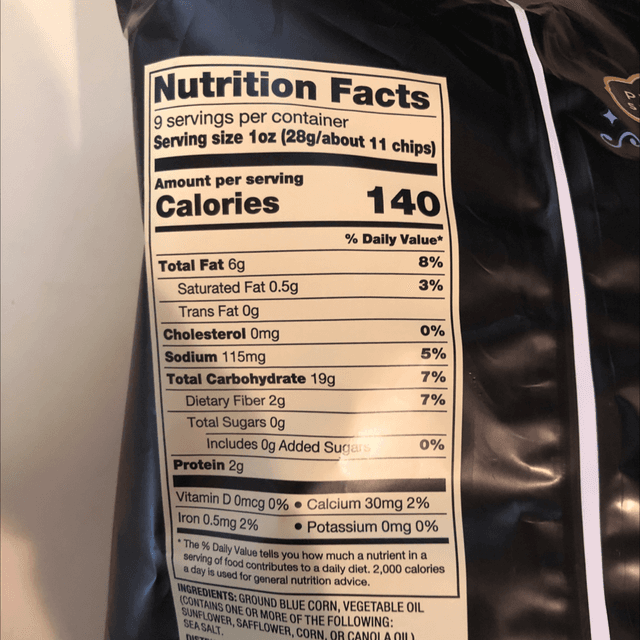 Nutrition Facts
9 servings per container
Serving size 1oz (28g/about 11 chips)
Amount per serving
Calories 140
% Daily Value*
Total Fat 6g 8%
Saturated Fat 0.5g 3%
Trans Fat 0g
Cholesterol 0mg 0%
Sodium 115mg 5%
Total Carbohydrate 19g 7%
Dietary Fiber 2g 7%
Total Sugars 0g
Includes 0g Added Sugars 0%
Protein 2g
Vitamin D 0mcg 0% • Calcium 30mg 2%
Iron 0.5mg 2% • Potassium 0mg 0%
* The % Daily Value tells you how much a nutrient in a
serving of food contributes to a daily diet. 2,000 calories
a day is used for general nutrition advice.
INGREDIENTS: GROUND BLUE CORN, VEGETABLE OIL
(CONTAINS ONE OR MORE OF THE FOLLOWING:
SUNFLOWER, SAFFLOWER, CORN, OR CANOLA OIL)
SEA SALT.